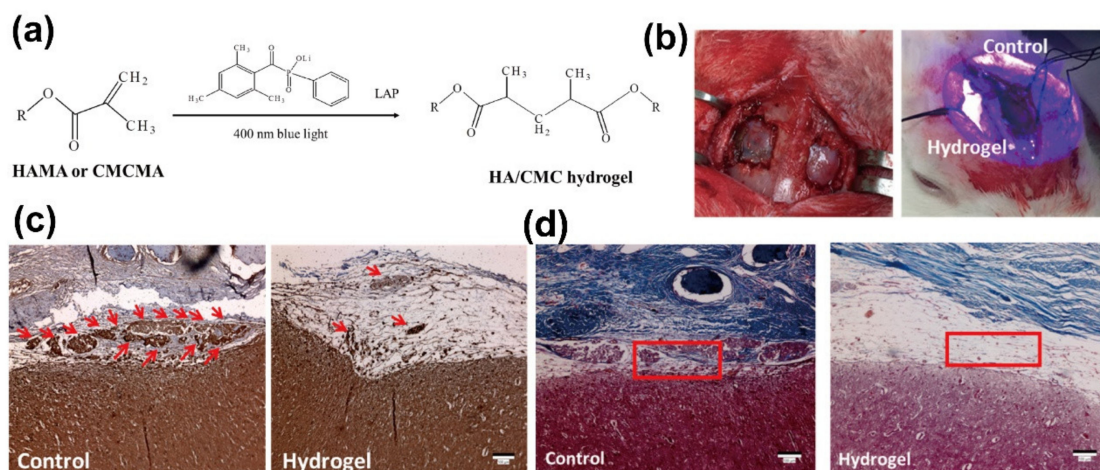 (a)
CH₂
O
R
CH₃
O
HAMA or CMCMA
CH₃
O
OLi
P
O
H₃C
CH₃
LAP
400 nm blue light
CH₃
CH₃
O
O
R
R
O
C
H₂
O
HA/CMC hydrogel
(b)
Control
Hydrogel
(c)
Control
Hydrogel
(d)
Control
Hydrogel